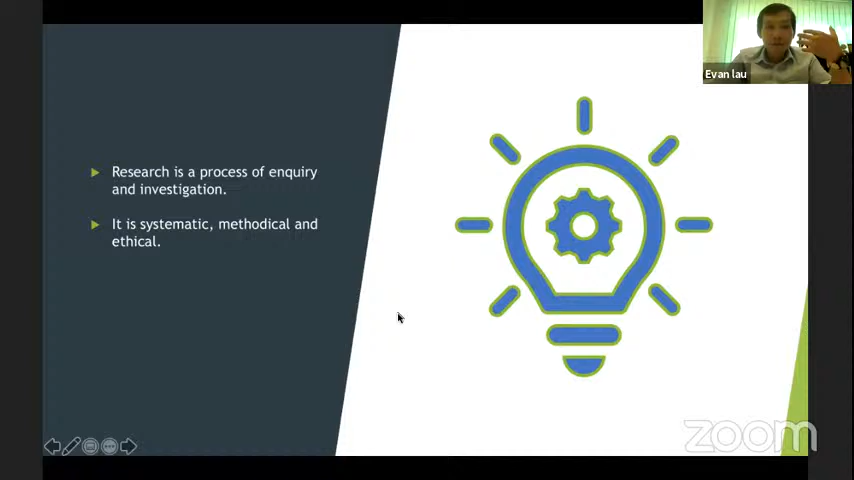 Evan lau
Research is a process of enquiry
and investigation.
It is systematic, methodical and
ethical.
zoom